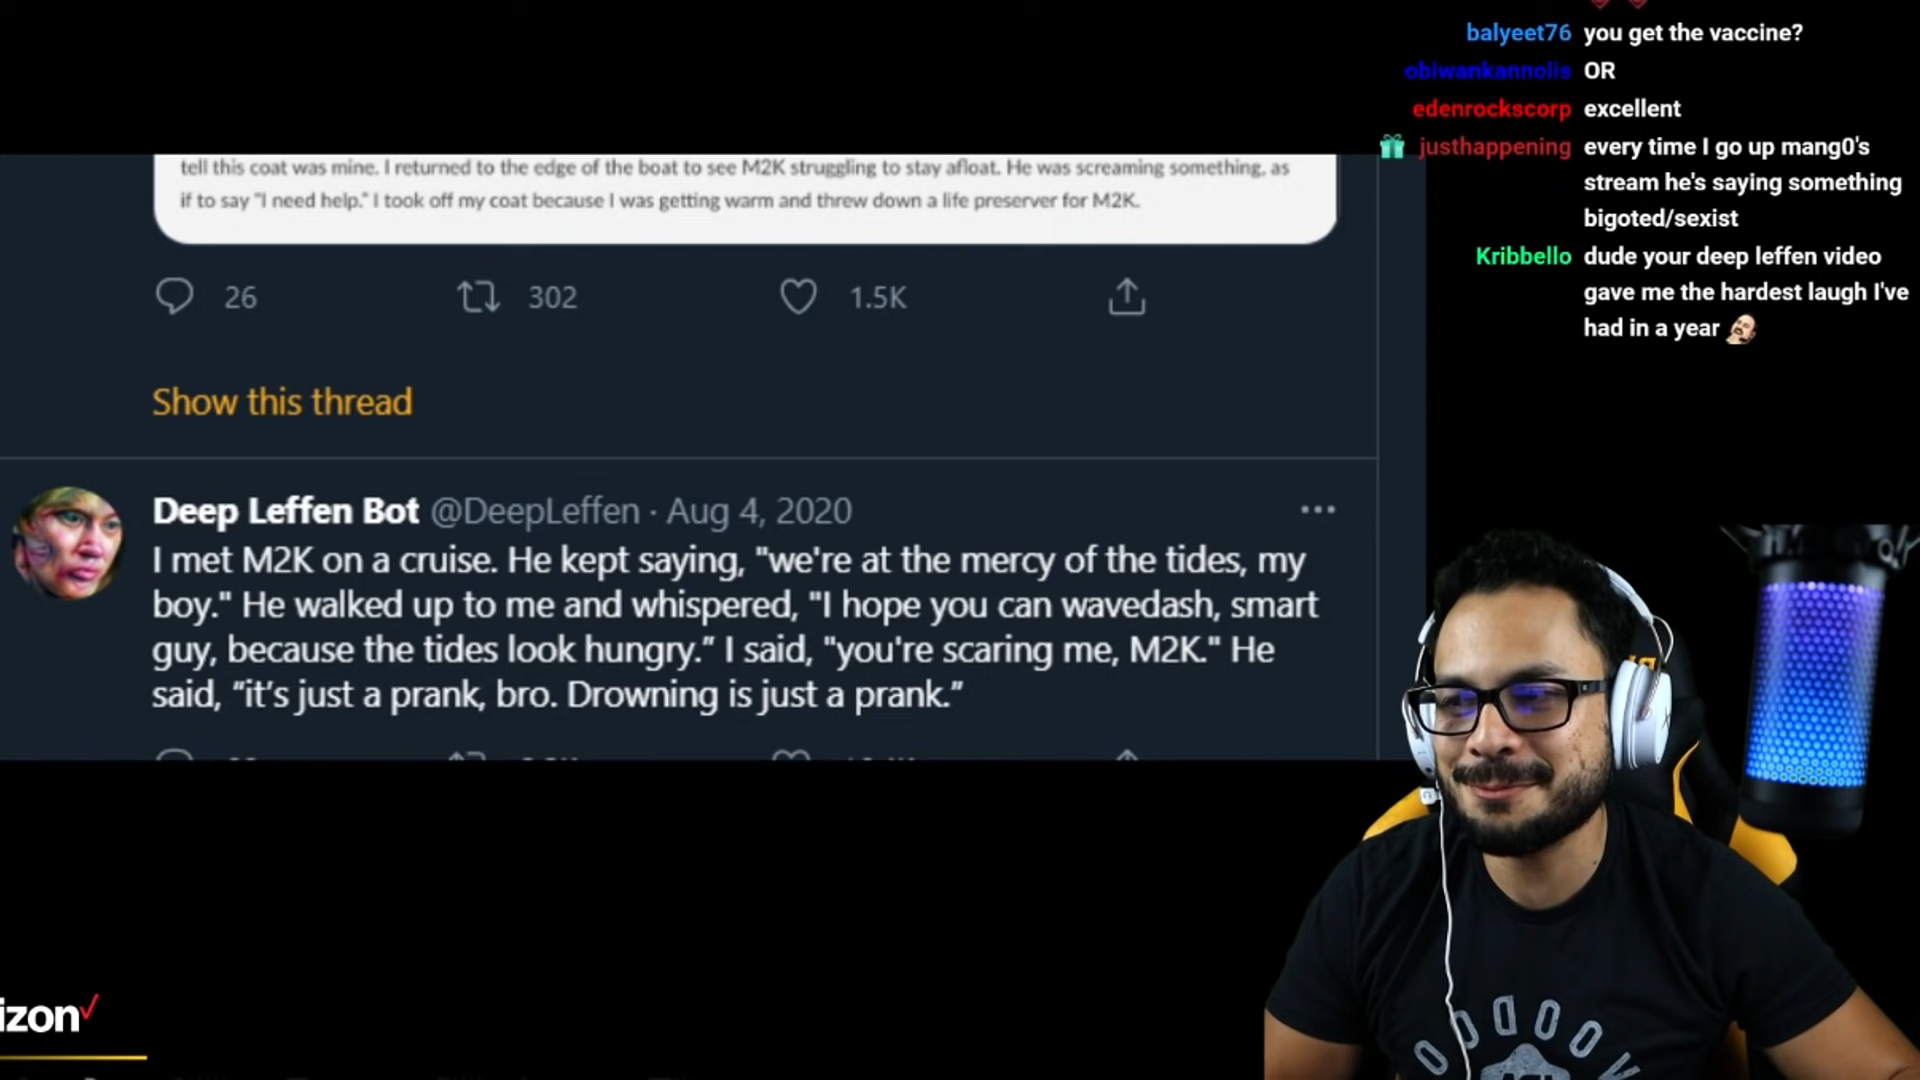 tell this coat was mine. I returned to the edge of the boat to see M2K struggling to stay afloat. He was screaming something, as
if to say "I need help." I took off my coat because I was getting warm and threw down a life preserver for M2K.
26 302 1.5K
Show this thread
Deep Leffen Bot @DeepLeffen · Aug 4, 2020 ...
I met M2K on a cruise. He kept saying, "we're at the mercy of the tides, my
boy." He walked up to me and whispered, "I hope you can wavedash, smart
guy, because the tides look hungry.” I said, "you're scaring me, M2K." He
said, “it’s just a prank, bro. Drowning is just a prank.”
balyeet76 you get the vaccine?
obiwankannolis OR
edenrockscorp excellent
justhappening every time I go up mang0's
stream he's saying something
bigoted/sexist
Kribbello dude your deep leffen video
gave me the hardest laugh I've
had in a year
izon